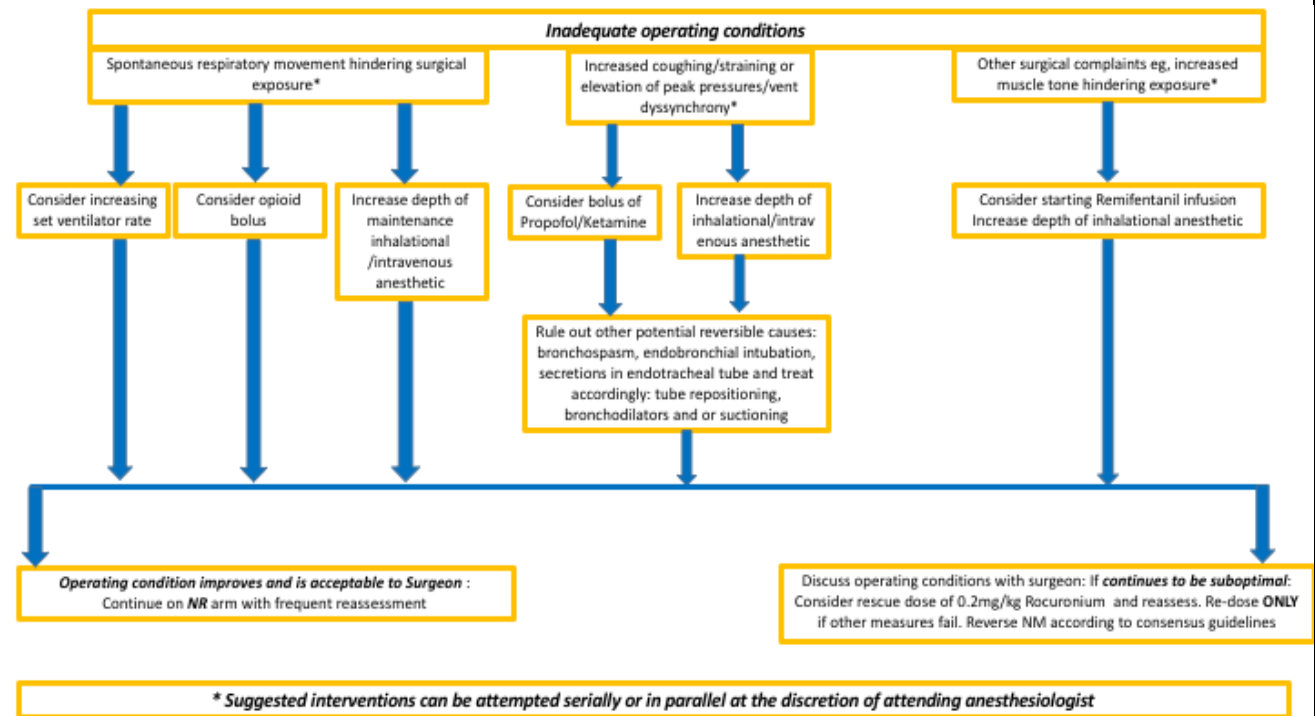 Inadequate operating conditions
Spontaneous respiratory movement hindering surgical
exposure*
Increased coughing/straining or
elevation of peak pressures/vent
dyssynchrony*
Other surgical complaints eg, increased
muscle tone hindering exposure*
Consider increasing
set ventilator rate
Consider opioid
bolus
Increase depth of
maintenance
inhalational
/intravenous
anesthetic
Consider bolus of
Propofol/Ketamine
Increase depth of
inhalational/intrav
enous anesthetic
Consider starting Remifentanil infusion
Increase depth of inhalational anesthetic
Rule out other potential reversible causes:
bronchospasm, endobronchial intubation,
secretions in endotracheal tube and treat
accordingly: tube repositioning,
bronchodilators and or suctioning
Operating condition improves and is acceptable to Surgeon :
Continue on NR arm with frequent reassessment
Discuss operating conditions with surgeon: If continues to be suboptimal:
Consider rescue dose of 0.2mg/kg Rocuronium and reassess. Re-dose ONLY
if other measures fail. Reverse NM according to consensus guidelines
* Suggested interventions can be attempted serially or in parallel at the discretion of attending anesthesiologist